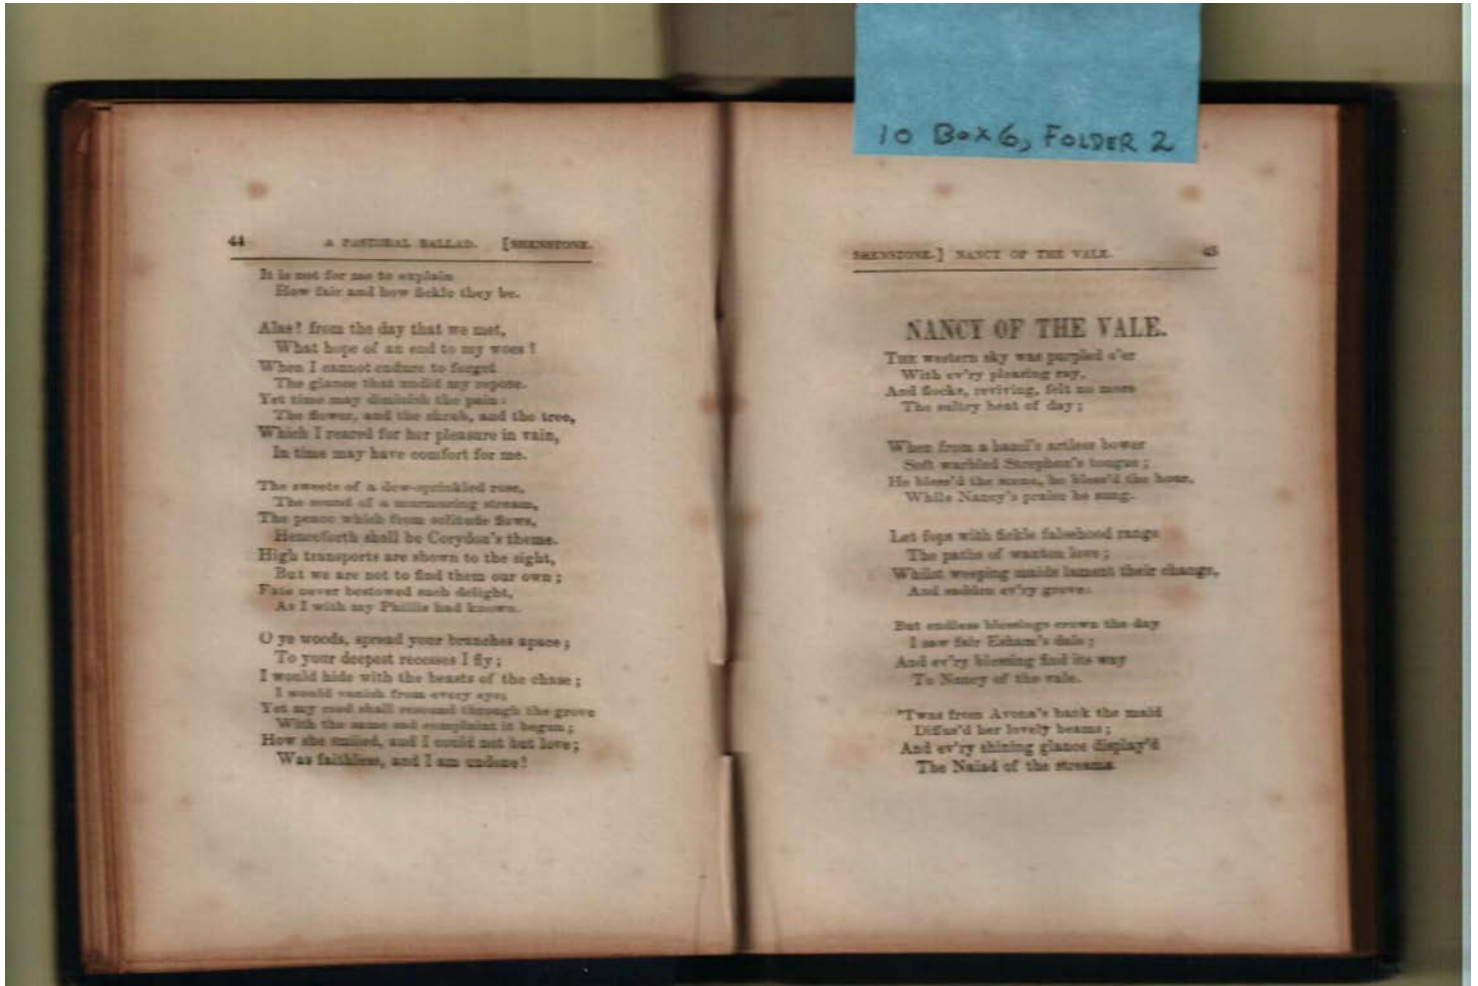 10 Box 6, Folder 2
44 A PASTORAL BALLAD. [SHENSTONE.
It is not for me to explain
How fair and how fickle they be.
Alas! from the day that we met,
What hope of an end to my woes?
When I cannot endure to forget
The glance that undid my repose.
Yet time may diminish the pain:
The flower, and the shrub, and the tree,
Which I reared for her pleasure in vain,
In time may have comfort for me.
The sweets of a dew-sprinkled rose,
The sound of a murmuring stream,
The peace which from solitude flows,
Henceforth shall be Corydon's theme.
High transports are shown to the sight,
But we are not to find them our own;
Fate never bestowed such delight,
As I with my Phillis had known.
O ye woods, spread your branches apace;
To your deepest recesses I fly;
I would hide with the beasts of the chase;
I would vanish from every eye;
Yet my reed shall resound through the grove
With the same sad complaint it begun;
How she smiled, and I could not but love;
Was faithless, and I am undone!
SHENSTONE.] NANCY OF THE VALE. 45
NANCY OF THE VALE.
THE western sky was purpled o'er
With ev'ry pleasing ray,
And flocks, reviving, felt no more
The sultry heat of day;
When from a hazel's artless bower
Soft warbled Strephon's tongue;
He bless'd the scene, he bless'd the hour,
While Nancy's praise he sung.
Let fops with fickle falsehood range
The paths of wanton love;
Whilst weeping maids lament their change,
And sadden ev'ry grove:
But endless blessings crown the day
I saw fair Esham's dale;
And ev'ry blessing find its way
To Nancy of the vale.
'Twas from Avona's bank the maid
Diffus'd her lovely beams;
And ev'ry shining glance display'd
The Naiad of the streams